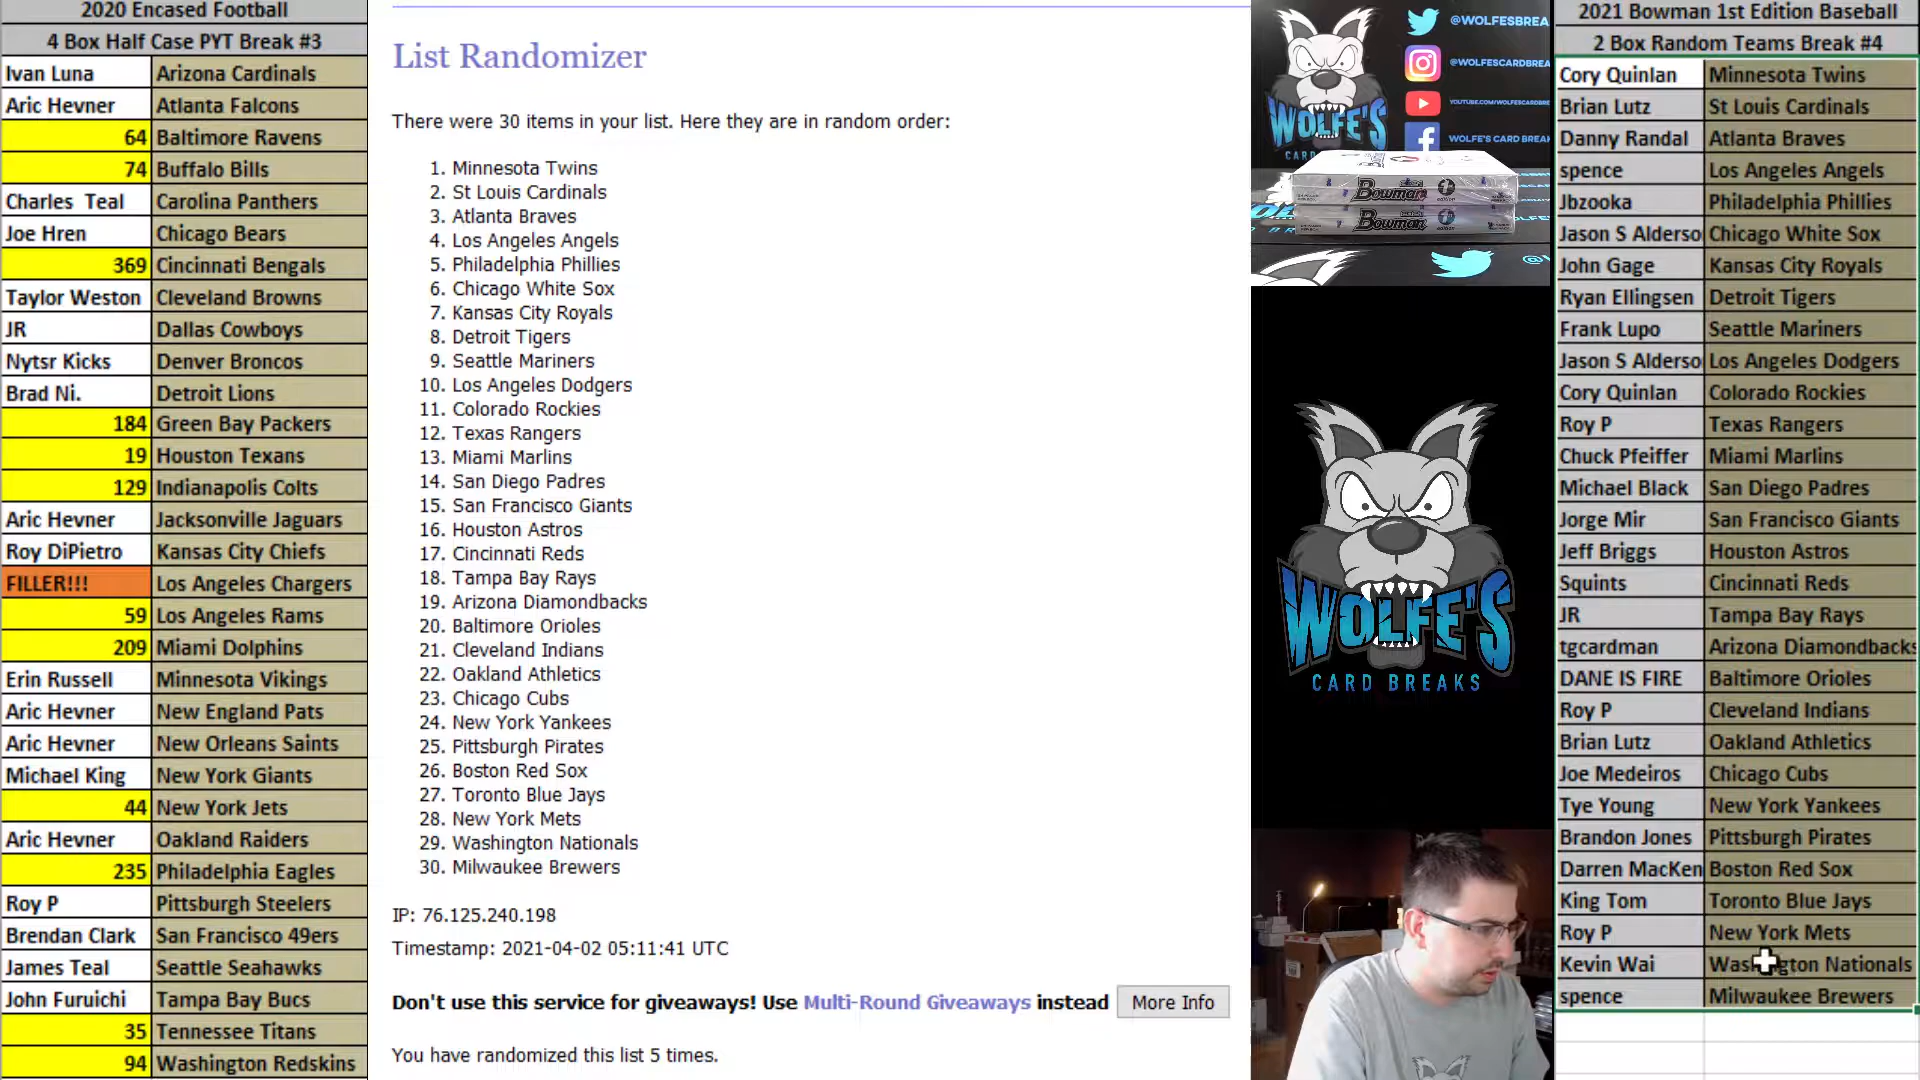 2020 Encased Football
4 Box Half Case PYT Break #3
Ivan Luna Arizona Cardinals
Aric Hevner Atlanta Falcons
64 Baltimore Ravens
74 Buffalo Bills
Charles Teal Carolina Panthers
Joe Hren Chicago Bears
369 Cincinnati Bengals
Taylor Weston Cleveland Browns
JR Dallas Cowboys
Nytsr Kicks Denver Broncos
Brad Ni. Detroit Lions
184 Green Bay Packers
19 Houston Texans
129 Indianapolis Colts
Aric Hevner Jacksonville Jaguars
Roy DiPietro Kansas City Chiefs
FILLER!!! Los Angeles Chargers
59 Los Angeles Rams
209 Miami Dolphins
Erin Russell Minnesota Vikings
Aric Hevner New England Pats
Aric Hevner New Orleans Saints
Michael King New York Giants
44 New York Jets
Aric Hevner Oakland Raiders
235 Philadelphia Eagles
Roy P Pittsburgh Steelers
Brendan Clark San Francisco 49ers
James Teal Seattle Seahawks
John Furuichi Tampa Bay Bucs
35 Tennessee Titans
94 Washington Redskins
List Randomizer
There were 30 items in your list. Here they are in random order:
1. Minnesota Twins
2. St Louis Cardinals
3. Atlanta Braves
4. Los Angeles Angels
5. Philadelphia Phillies
6. Chicago White Sox
7. Kansas City Royals
8. Detroit Tigers
9. Seattle Mariners
10. Los Angeles Dodgers
11. Colorado Rockies
12. Texas Rangers
13. Miami Marlins
14. San Diego Padres
15. San Francisco Giants
16. Houston Astros
17. Cincinnati Reds
18. Tampa Bay Rays
19. Arizona Diamondbacks
20. Baltimore Orioles
21. Cleveland Indians
22. Oakland Athletics
23. Chicago Cubs
24. New York Yankees
25. Pittsburgh Pirates
26. Boston Red Sox
27. Toronto Blue Jays
28. New York Mets
29. Washington Nationals
30. Milwaukee Brewers
IP: 76.125.240.198
Timestamp: 2021-04-02 05:11:41 UTC
Don't use this service for giveaways! Use Multi-Round Giveaways instead More Info
You have randomized this list 5 times.
@WOLFESBREA
@WOLFESCARDBREA
YOUTUBE.COM/WOLFESCARDBRE
WOLFE'S CARD BREAK
WOLFE'S
CARD
Bowman 1st
Bowman 1st
WOLFE'S
CARD BREAKS
2021 Bowman 1st Edition Baseball
2 Box Random Teams Break #4
Cory Quinlan Minnesota Twins
Brian Lutz St Louis Cardinals
Danny Randal Atlanta Braves
spence Los Angeles Angels
Jbzooka Philadelphia Phillies
Jason S Alderso Chicago White Sox
John Gage Kansas City Royals
Ryan Ellingsen Detroit Tigers
Frank Lupo Seattle Mariners
Jason S Alderso Los Angeles Dodgers
Cory Quinlan Colorado Rockies
Roy P Texas Rangers
Chuck Pfeiffer Miami Marlins
Michael Black San Diego Padres
Jorge Mir San Francisco Giants
Jeff Briggs Houston Astros
Squints Cincinnati Reds
JR Tampa Bay Rays
tgcardman Arizona Diamondbacks
DANE IS FIRE Baltimore Orioles
Roy P Cleveland Indians
Brian Lutz Oakland Athletics
Joe Medeiros Chicago Cubs
Tye Young New York Yankees
Brandon Jones Pittsburgh Pirates
Darren MacKen Boston Red Sox
King Tom Toronto Blue Jays
Roy P New York Mets
Kevin Wai Washington Nationals
spence Milwaukee Brewers